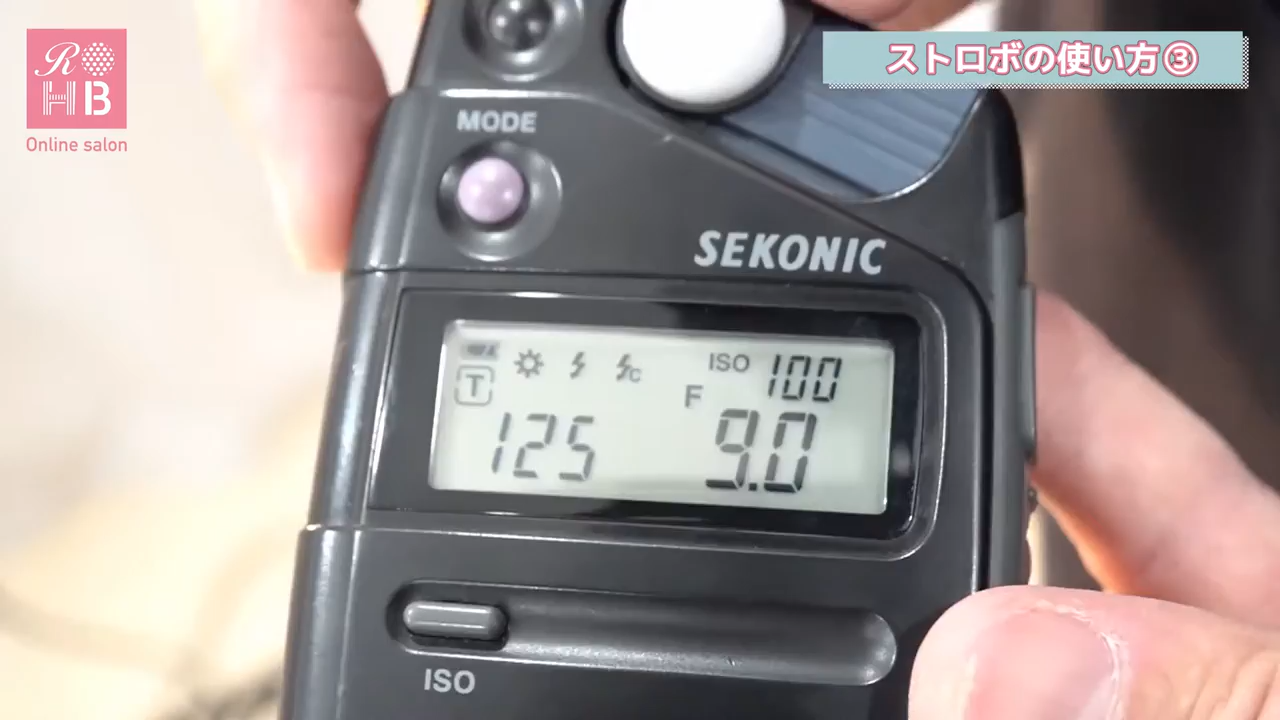 R
HB
Online salon
ストロボの使い方③
MODE
SEKONIC
T
C
ISO 100
F
125
9.0
ISO